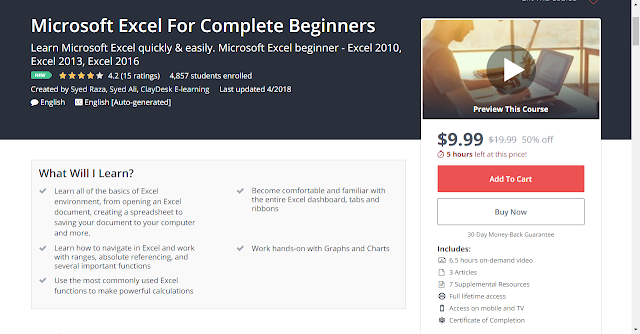 Microsoft Excel For Complete Beginners
Learn Microsoft Excel quickly & easily. Microsoft Excel beginner - Excel 2010,
Excel 2013, Excel 2016
NEW 4.2 (15 ratings) 4,857 students enrolled
Created by Syed Raza, Syed Ali, ClayDesk E-learning Last updated 4/2018
English English [Auto-generated]
What Will I Learn?
Learn all of the basics of Excel
environment, from opening an Excel
document, creating a spreadsheet to
saving your document to your computer
and more.
Become comfortable and familiar with
the entire Excel dashboard, tabs and
ribbons
Learn how to navigate in Excel and work
with ranges, absolute referencing, and
several important functions
Work hands-on with Graphs and Charts
Use the most commonly used Excel
functions to make powerful calculations
Preview This Course
$9.99 $19.99 50% off
5 hours left at this price!
Add To Cart
Buy Now
30-Day Money-Back Guarantee
Includes:
6.5 hours on-demand video
3 Articles
7 Supplemental Resources
Full lifetime access
Access on mobile and TV
Certificate of Completion